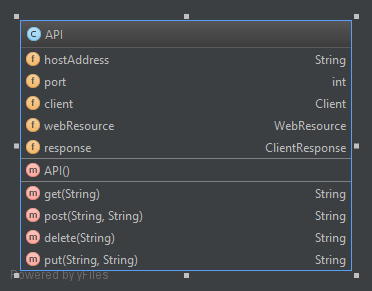 C API
f hostAddress String
f port int
f client Client
f webResource WebResource
f response ClientResponse
m API()
m get(String) String
m post(String, String) String
m delete(String) String
m put(String, String) String
Powered by yFiles